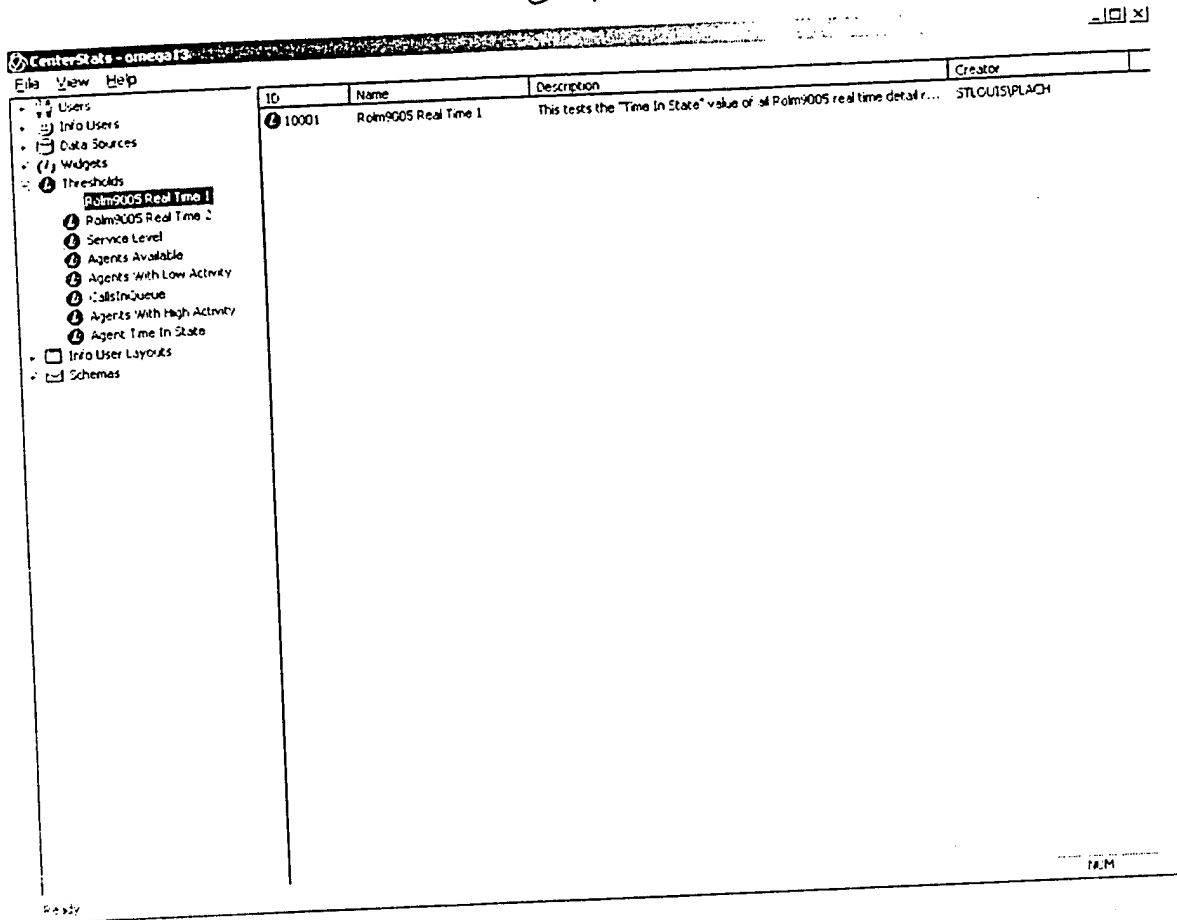 CenterStats - omega13
File View Help
Users
Info Users
Data Sources
Widgets
Thresholds
Rolm9005 Real Time 1
Rolm9005 Real Time 2
Service Level
Agents Available
Agents With Low Activity
CallsInQueue
Agents With High Activity
Agent Time In State
Info User Layouts
Schemas
ID Name Description Creator
10001 Rolm9005 Real Time 1 This tests the "Time In State" value of all Rolm9005 real time detail r... STLOUIS\PLACH
Ready
NUM